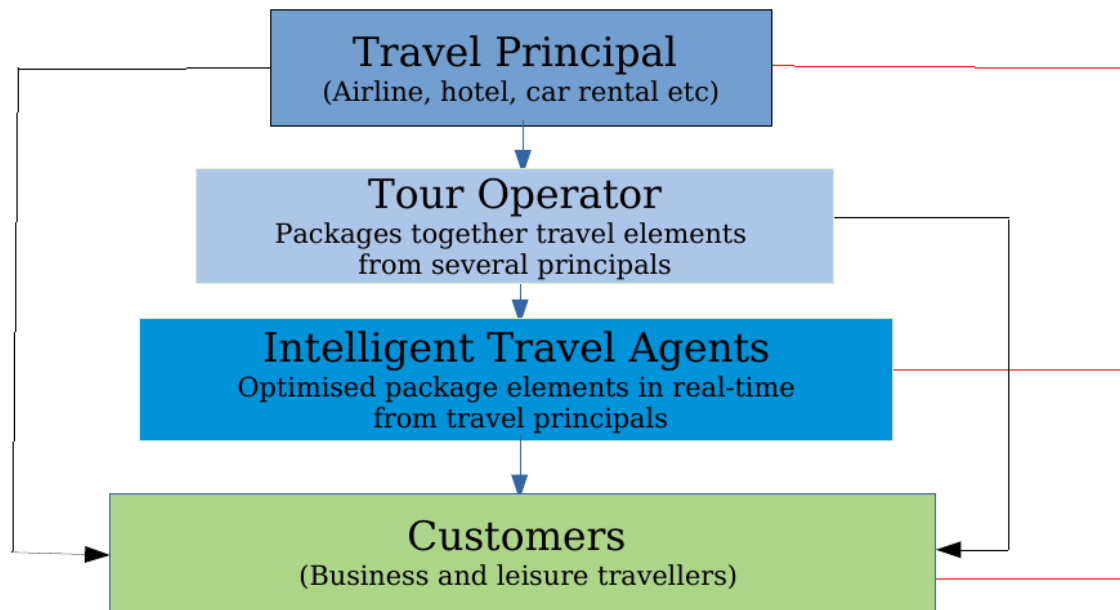 Travel Principal
(Airline, hotel, car rental etc)
Tour Operator
Packages together travel elements
from several principals
Intelligent Travel Agents
Optimised package elements in real-time
from travel principals
Customers
(Business and leisure travellers)